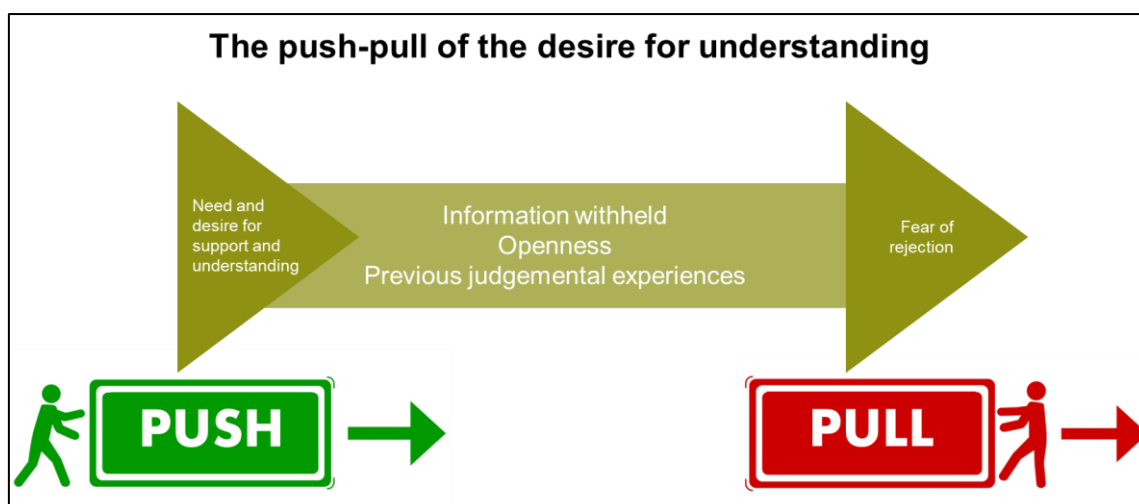 The push-pull of the desire for understanding
Need and
desire for
support and
understanding
Information withheld
Openness
Previous judgemental experiences
Fear of
rejection
PUSH
PULL